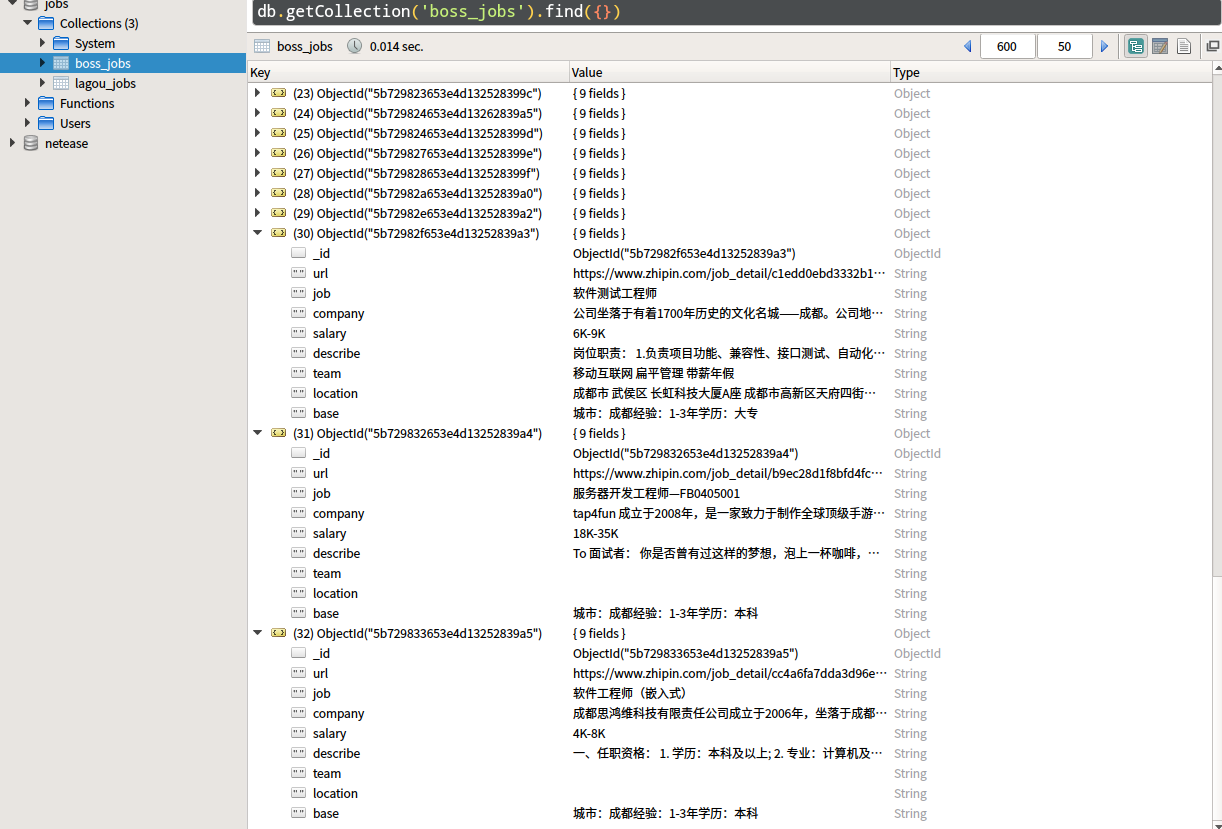 jobs
Collections (3)
System
boss_jobs
lagou_jobs
Functions
Users
netease
db.getCollection('boss_jobs').find({})
boss_jobs 0.014 sec. 600 50
Key Value Type
(23) ObjectId("5b729823653e4d132528399c") { 9 fields } Object
(24) ObjectId("5b729824653e4d13262839a5") { 9 fields } Object
(25) ObjectId("5b729824653e4d132528399d") { 9 fields } Object
(26) ObjectId("5b729827653e4d132528399e") { 9 fields } Object
(27) ObjectId("5b729828653e4d132528399f") { 9 fields } Object
(28) ObjectId("5b72982a653e4d13252839a0") { 9 fields } Object
(29) ObjectId("5b72982e653e4d13252839a2") { 9 fields } Object
(30) ObjectId("5b72982f653e4d13252839a3") { 9 fields } Object
_id ObjectId("5b72982f653e4d13252839a3") ObjectId
url https://www.zhipin.com/job_detail/c1edd0ebd3332b1··· String
job 软件测试工程师 String
company 公司坐落于有着1700年历史的文化名城——成都。公司地··· String
salary 6K-9K String
describe 岗位职责： 1.负责项目功能、兼容性、接口测试、自动化··· String
team 移动互联网 扁平管理 带薪年假 String
location 成都市 武侯区 长虹科技大厦A座 成都市高新区天府四街··· String
base 城市：成都经验：1-3年学历：大专 String
(31) ObjectId("5b729832653e4d13252839a4") { 9 fields } Object
_id ObjectId("5b729832653e4d13252839a4") ObjectId
url https://www.zhipin.com/job_detail/b9ec28d1f8bfd4fc··· String
job 服务器开发工程师—FB0405001 String
company tap4fun 成立于2008年，是一家致力于制作全球顶级手游··· String
salary 18K-35K String
describe To 面试者： 你是否曾有过这样的梦想，泡上一杯咖啡，··· String
team String
location String
base 城市：成都经验：1-3年学历：本科 String
(32) ObjectId("5b729833653e4d13252839a5") { 9 fields } Object
_id ObjectId("5b729833653e4d13252839a5") ObjectId
url https://www.zhipin.com/job_detail/cc4a6fa7dda3d96e··· String
job 软件工程师（嵌入式） String
company 成都思鸿维科技有限责任公司成立于2006年，坐落于成都··· String
salary 4K-8K String
describe 一、任职资格： 1. 学历：本科及以上; 2. 专业：计算机及··· String
team String
location String
base 城市：成都经验：1-3年学历：本科 String